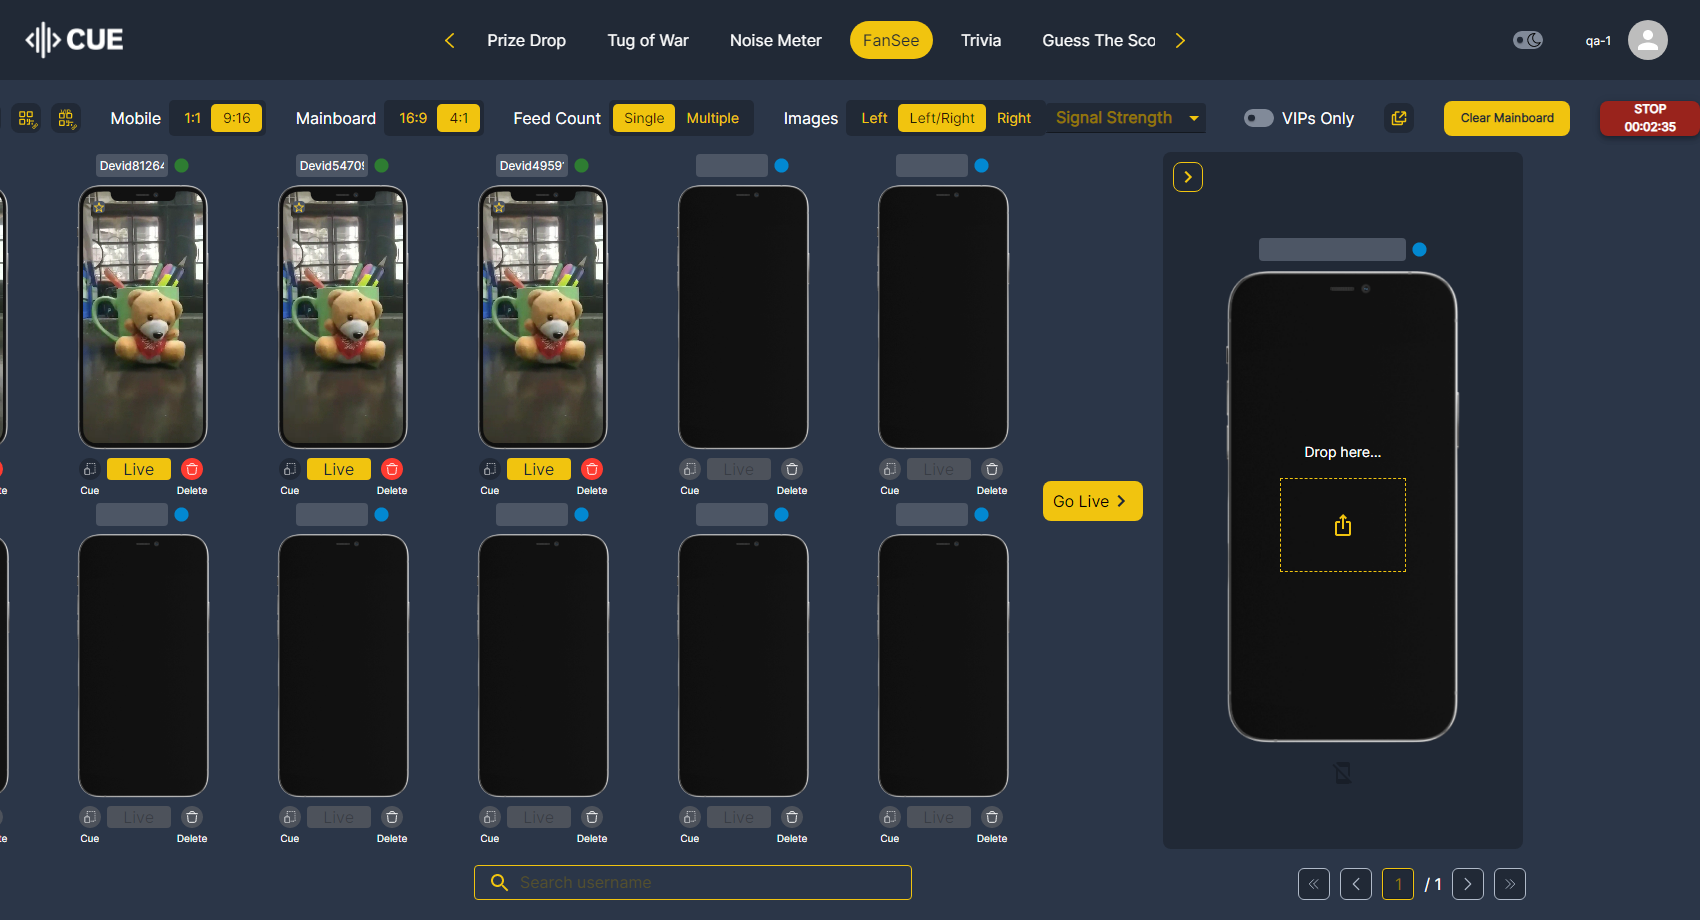 CUE
Prize Drop
Tug of War
Noise Meter
FanSee
Trivia
Guess The Sco
qa-1
Mobile
1:1
9:16
Mainboard
16:9
4:1
Feed Count
Single
Multiple
Images
Left
Left/Right
Right
Signal Strength
VIPs Only
Clear Mainboard
STOP
00:02:35
Devid81264
Devid54709
Devid49597
Live
Live
Live
Live
Live
Cue
Delete
Cue
Delete
Cue
Delete
Cue
Delete
Cue
Delete
Go Live
Drop here...
Live
Live
Live
Live
Live
Cue
Delete
Cue
Delete
Cue
Delete
Cue
Delete
Cue
Delete
Search username
1
/ 1